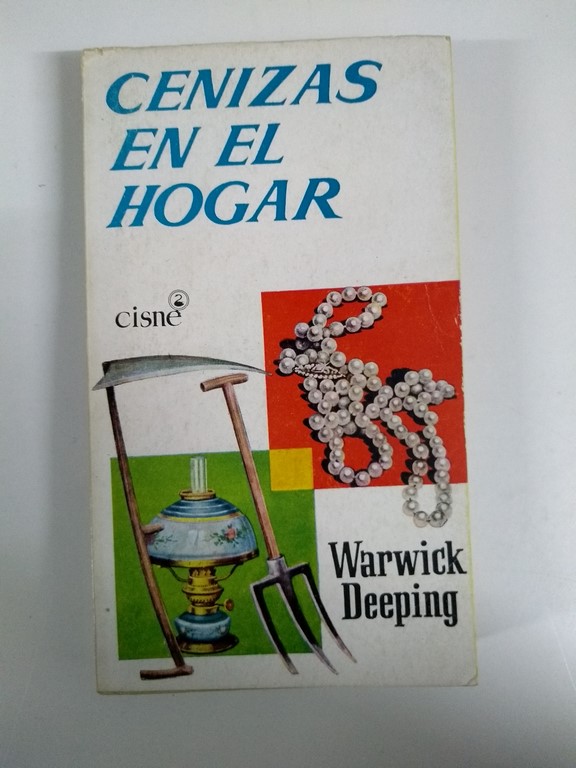 CENIZAS
EN EL
HOGAR
cisne
Warwick
Deeping